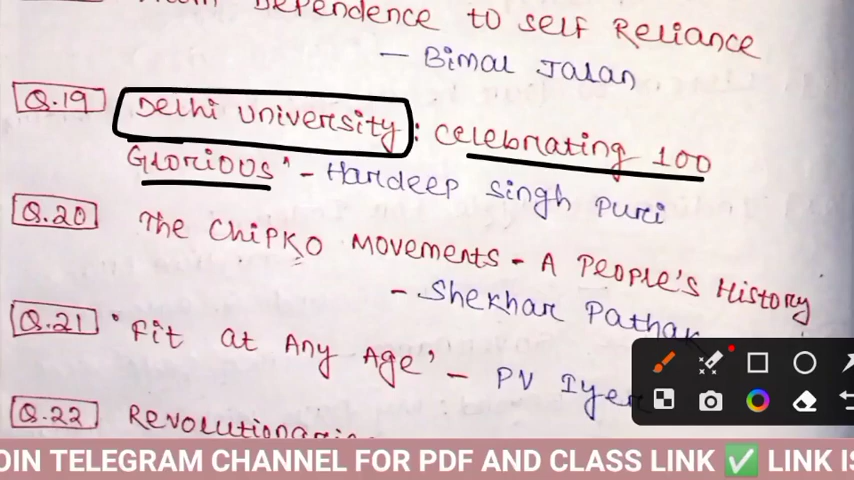 Dependence to self Reliance
- Bimal Jalan
Q.19 Delhi University : celebrating 100
Glorious' - Hardeep Singh Puri
Q.20 The Chipko Movements - A People's History
- Shekhar Pathak
Q.21 'Fit at Any Age' - PV Iyer
Q.22
OIN TELEGRAM CHANNEL FOR PDF AND CLASS LINK ✅ LINK IS